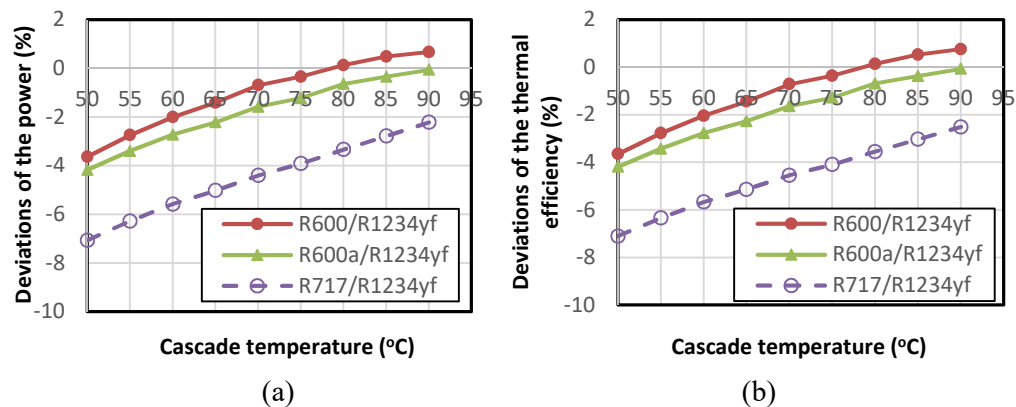 2
0
-2
-4
-6
-8
-10
50 55 60 65 70 75 80 85 90 95
Deviations of the power (%)
R600/R1234yf
R600a/R1234yf
R717/R1234yf
Cascade temperature (°C)
(a)
2
0
-2
-4
-6
-8
-10
50 55 60 65 70 75 80 85 90 95
Deviations of the thermal
efficiency (%)
R600/R1234yf
R600a/R1234yf
R717/R1234yf
Cascade temperature (°C)
(b)